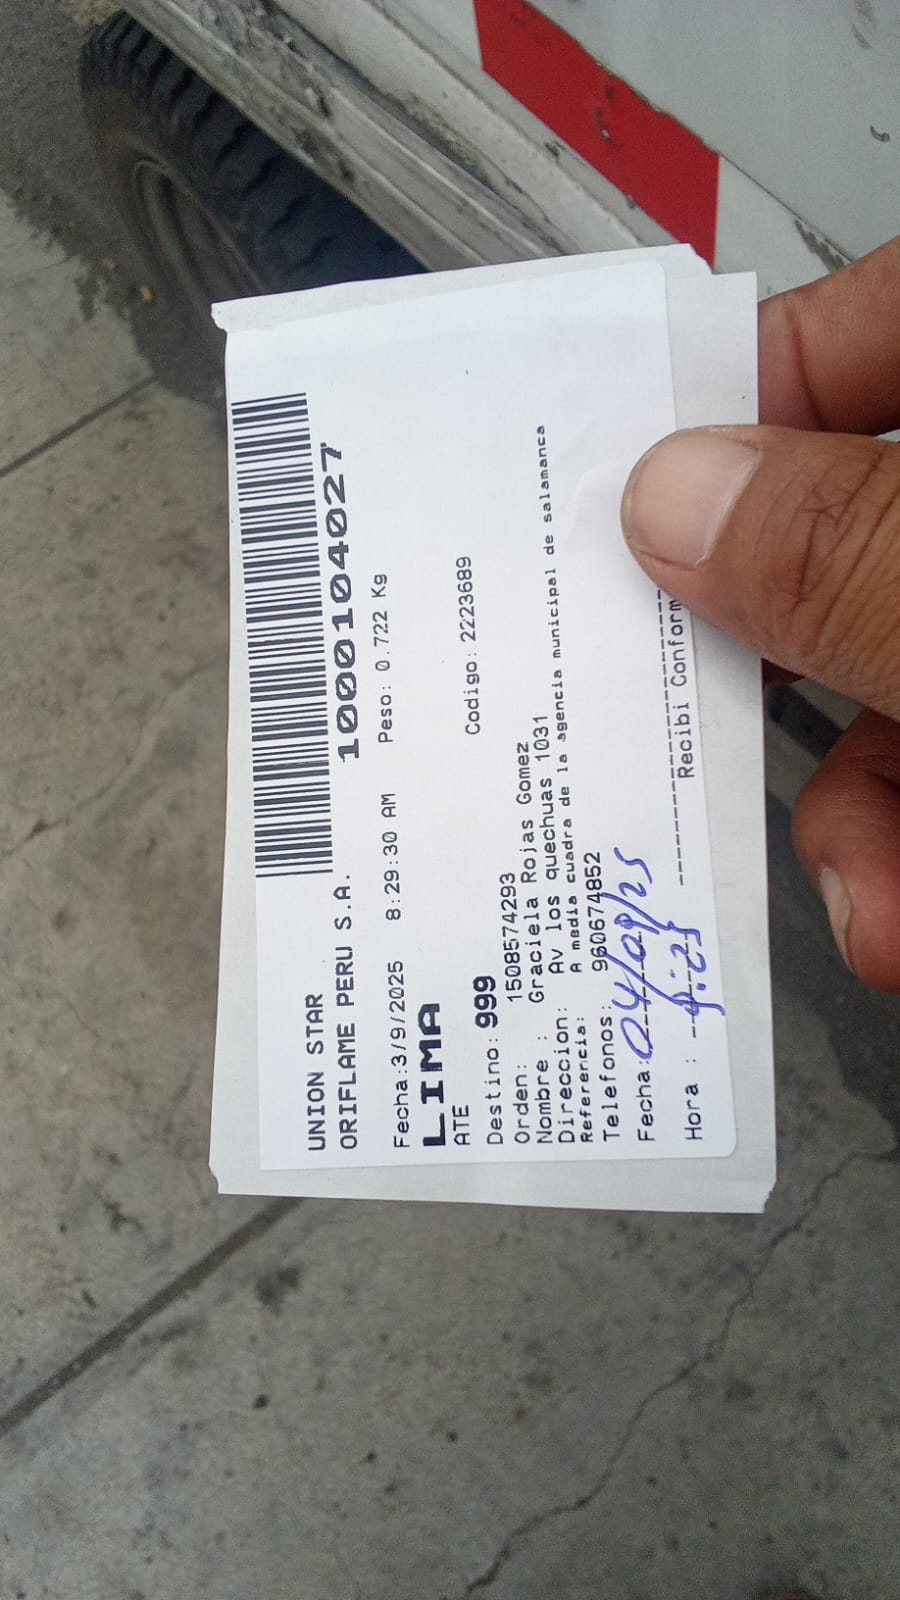 UNION STAR
ORIFLAME PERU S.A. 1000104027
Fecha:3/9/2025 8:29:30 AM Peso: 0.722 Kg
LIMA
ATE
Destino: 999 Codigo: 2223689
Orden: 1508574293
Nombre : Graciela Rojas Gomez
Direccion: Av los quechuas 1031
Referencia: A media cuadra de la agencia municipal de salamanca
Telefonos: 960674852
Fecha: 04/09/25
Hora :
Recibi Conform